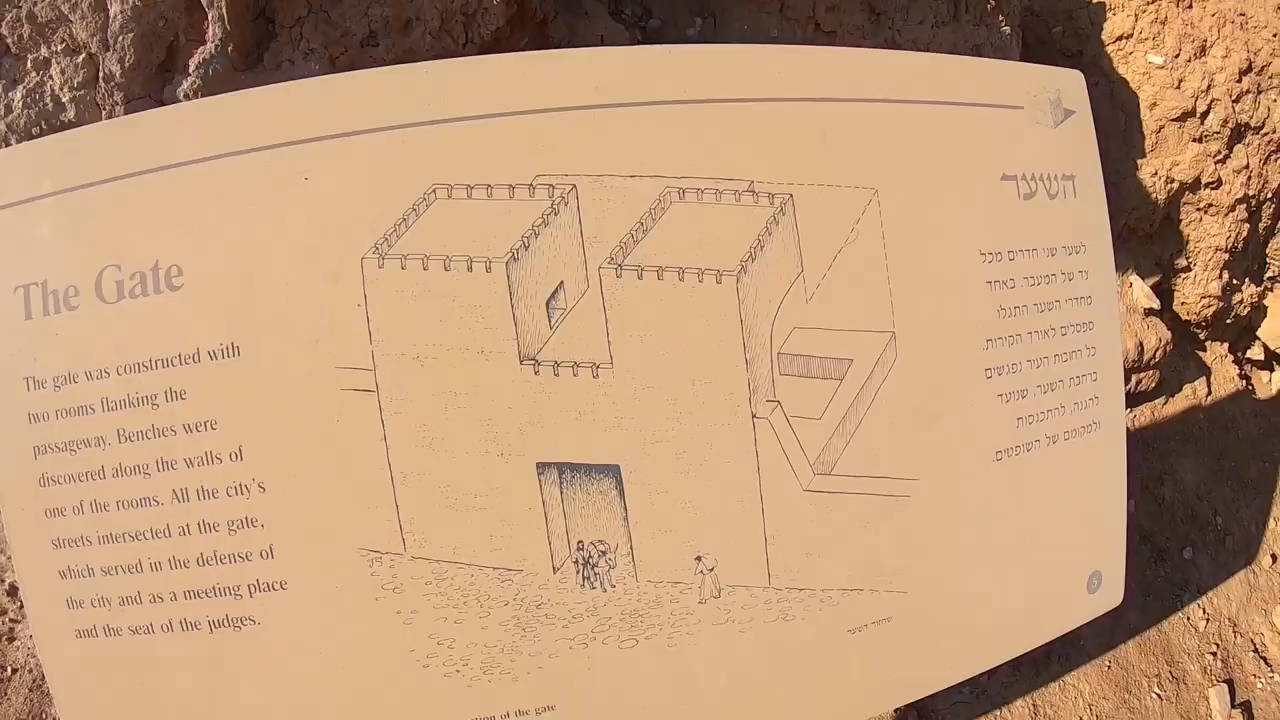 The Gate
The gate was constructed with
two rooms flanking the
passageway. Benches were
discovered along the walls of
one of the rooms. All the city's
streets intersected at the gate,
which served in the defense of
the city and as a meeting place
and the seat of the judges.
השער
לשער שני חדרים מכל
צד של המעבר. באחד
מחדרי השער התגלו
ספסלים לאורך הקירות.
כל רחובות העיר נפגשים
ברחבת השער, שנועד
להגנה, להתכנסות
ולמקומם של השופטים.
שחזור השער
of the gate
5